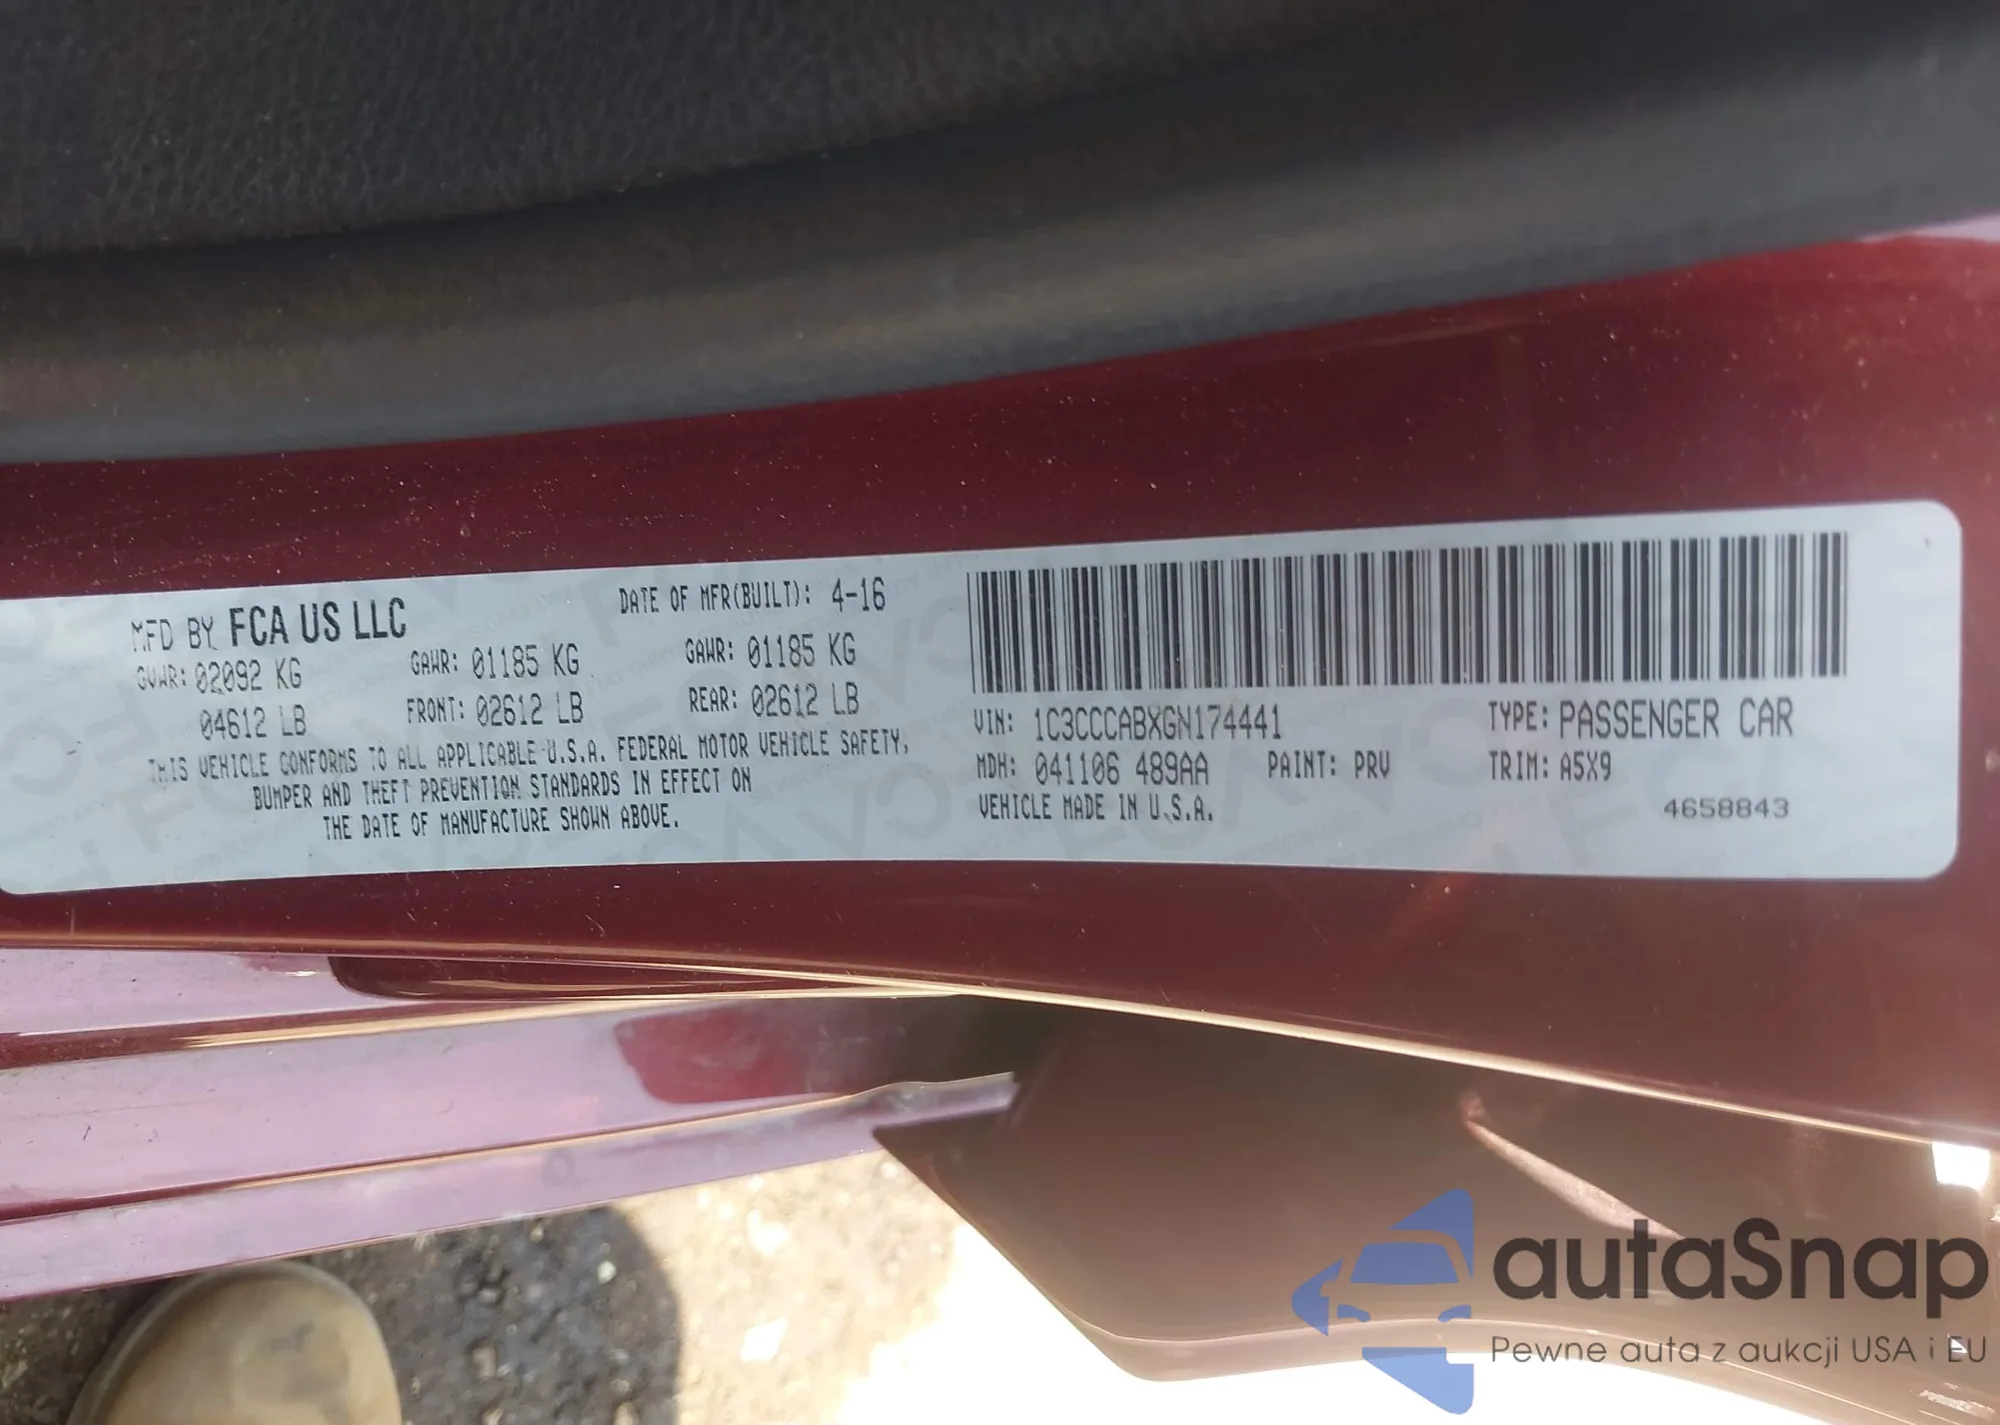 MFD BY FCA US LLC
DATE OF MFR(BUILT): 4-16
GVWR: 02092 KG
GAWR: 01185 KG
GAWR: 01185 KG
04612 LB
FRONT: 02612 LB
REAR: 02612 LB
THIS VEHICLE CONFORMS TO ALL APPLICABLE U.S.A. FEDERAL MOTOR VEHICLE SAFETY,
BUMPER AND THEFT PREVENTION STANDARDS IN EFFECT ON
THE DATE OF MANUFACTURE SHOWN ABOVE.
VIN: 1C3CCCABXGN174441
TYPE: PASSENGER CAR
MDH: 041106 489AA
PAINT: PRV
TRIM: A5X9
VEHICLE MADE IN U.S.A.
4658843
autaSnap
Pewne auta z aukcji USA i EU